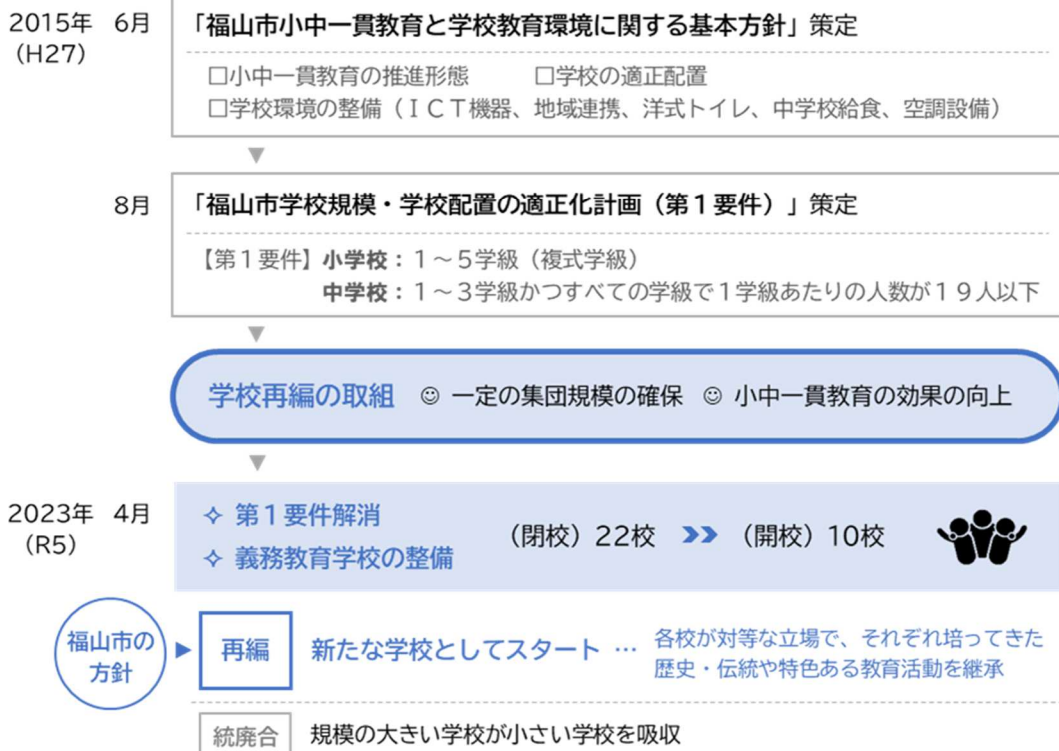 2015年 6月
(H27)
「福山市小中一貫教育と学校教育環境に関する基本方針」策定
□小中一貫教育の推進形態 □学校の適正配置
□学校環境の整備（ＩＣＴ機器、地域連携、洋式トイレ、中学校給食、空調設備）
▼
8月
「福山市学校規模・学校配置の適正化計画（第１要件）」策定
【第１要件】小学校：１～５学級（複式学級）
中学校：１～３学級かつすべての学級で１学級あたりの人数が１９人以下
▼
学校再編の取組 ☺ 一定の集団規模の確保 ☺ 小中一貫教育の効果の向上
▼
2023年 4月
(R5)
✧ 第１要件解消
✧ 義務教育学校の整備
（閉校）22校 >> （開校）10校
福山市の
方針
▶ 再編 新たな学校としてスタート …
各校が対等な立場で、それぞれ培ってきた
歴史・伝統や特色ある教育活動を継承
統廃合 規模の大きい学校が小さい学校を吸収